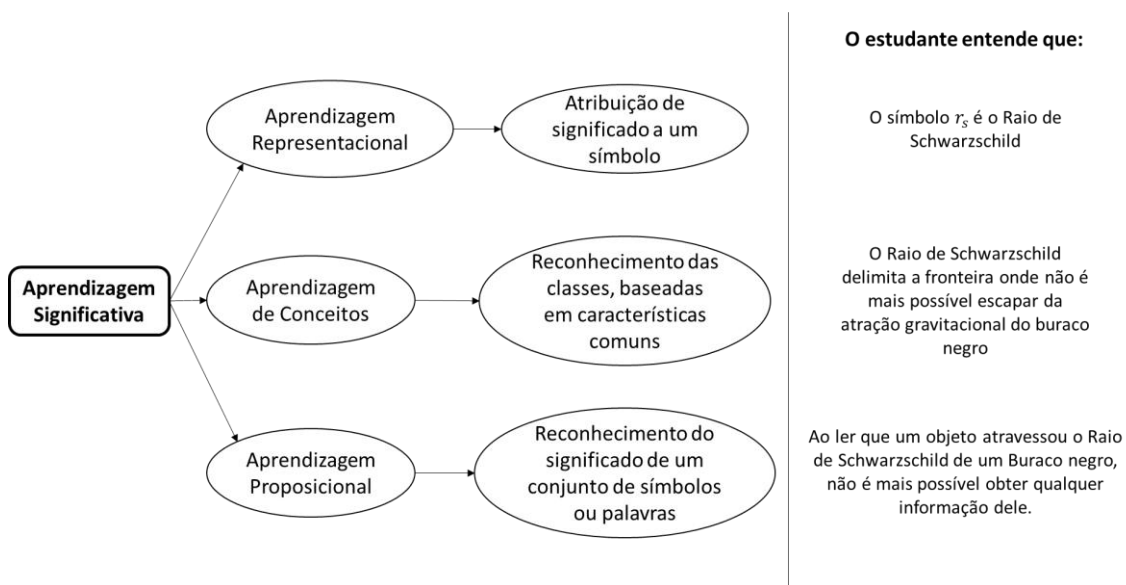 O estudante entende que:
Aprendizagem
Representacional
Atribuição de
significado a um
símbolo
O símbolo rₛ é o Raio de
Schwarzschild
Aprendizagem
Significativa
Aprendizagem
de Conceitos
Reconhecimento das
classes, baseadas
em características
comuns
O Raio de Schwarzschild
delimita a fronteira onde não é
mais possível escapar da
atração gravitacional do buraco
negro
Aprendizagem
Proposicional
Reconhecimento do
significado de um
conjunto de símbolos
ou palavras
Ao ler que um objeto atravessou o Raio
de Schwarzschild de um Buraco negro,
não é mais possível obter qualquer
informação dele.